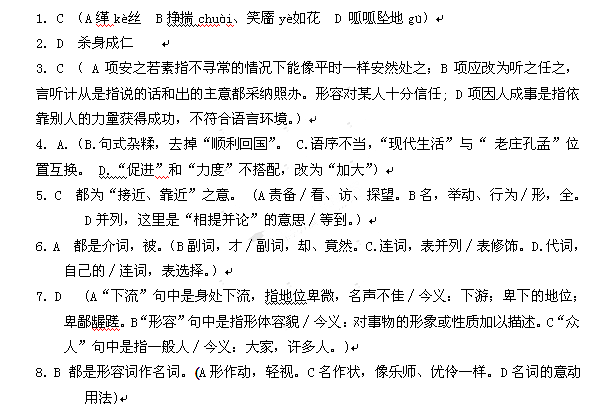 1. C （A缂 kè丝  B挣揣 chuài、笑靥 yè如花  D 呱呱坠地 gū）
2. D  杀身成仁
3. C （ A 项安之若素指不寻常的情况下能像平时一样安然处之；B 项应改为听之任之，
言听计从是指说的话和出的主意都采纳照办。形容对某人十分信任；D 项因人成事是指依
靠别人的力量获得成功，不符合语言环境。）
4. A.（B.句式杂糅，去掉“顺利回国”。 C.语序不当，“现代生活”与“ 老庄孔孟”位
置互换。 D.“促进”和“力度”不搭配，改为“加大”）
5. C  都为“接近、靠近”之意。（A责备／看、访、探望。B名，举动、行为／形，全。
D并列，这里是“相提并论”的意思／等到。）
6. A  都是介词，被。（B副词，才／副词，却、竟然。C.连词，表并列／表修饰。D.代词，
自己的／连词，表选择。）
7. D （A“下流”句中是身处下流，指地位卑微，名声不佳／今义：下游；卑下的地位；
卑鄙龌蹉。B“形容”句中是指形体容貌／今义：对事物的形象或性质加以描述。C“众
人”句中是指一般人／今义：大家，许多人。)
8. B 都是形容词作名词。(A形作动，轻视。C名作状，像乐师、优伶一样。D名词的意动
用法)